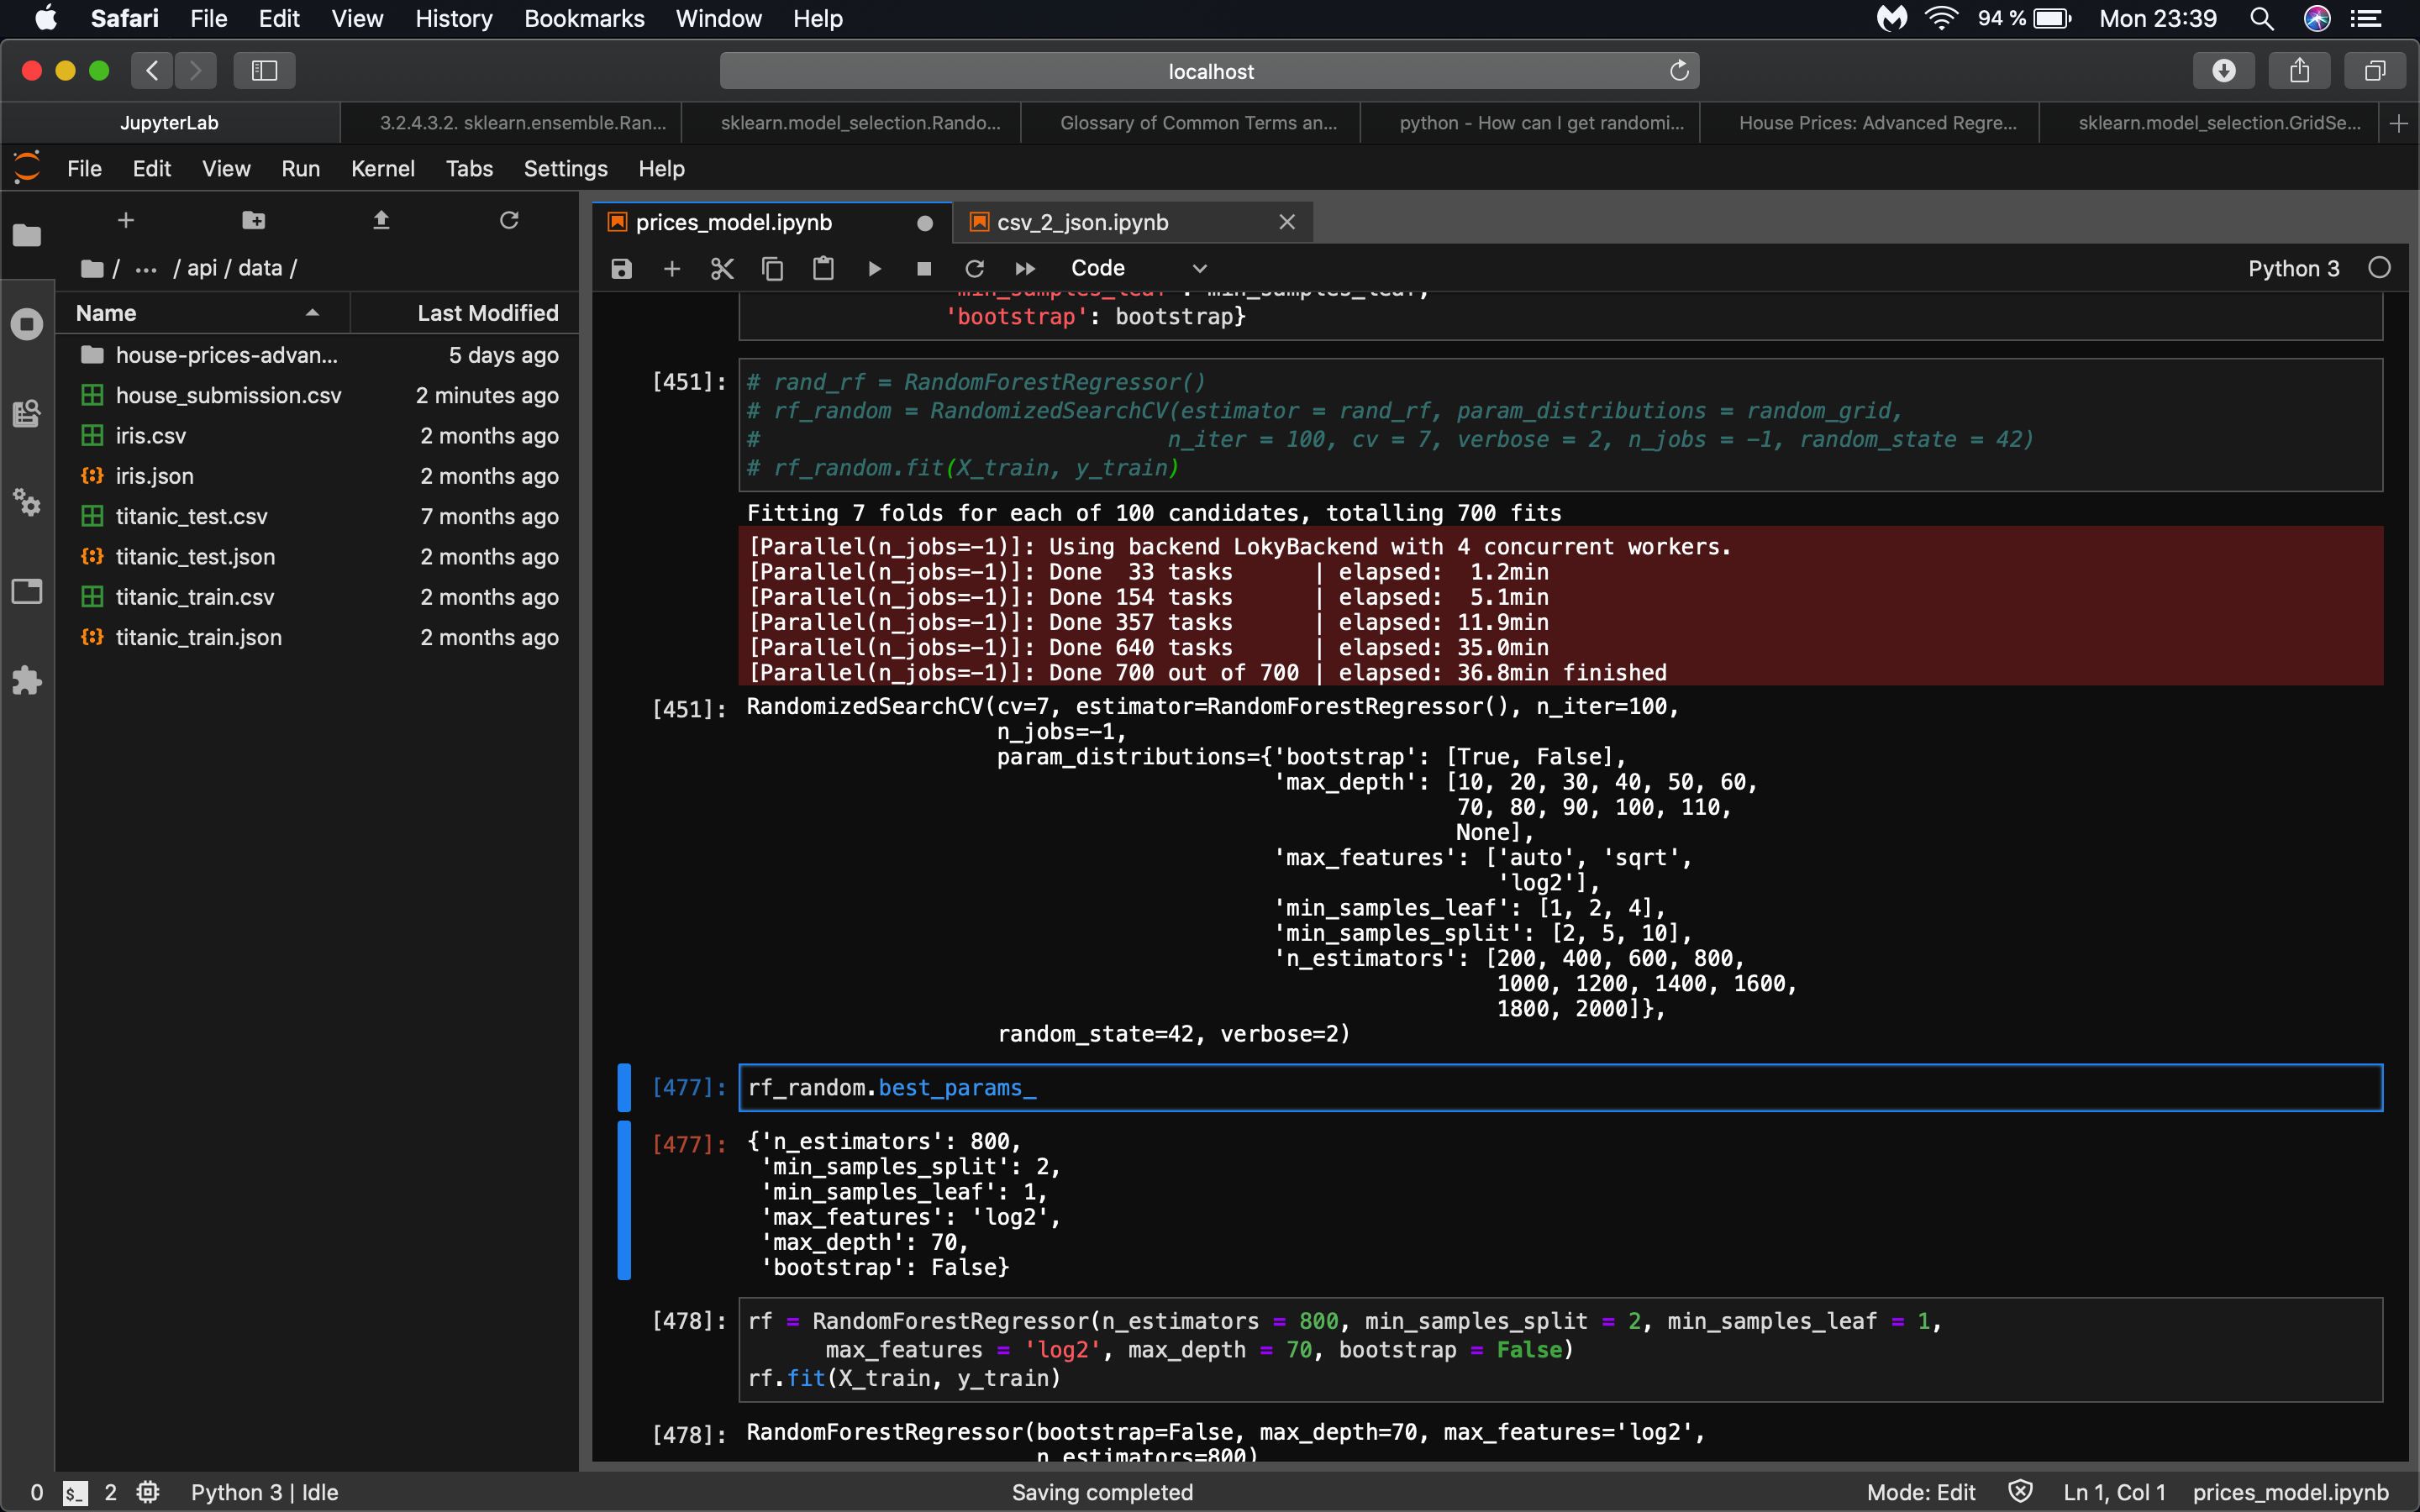 Safari File Edit View History Bookmarks Window Help 94 % Mon 23:39
localhost
JupyterLab 3.2.4.3.2. sklearn.ensemble.Ran... sklearn.model_selection.Rando... Glossary of Common Terms an... python - How can I get randomi... House Prices: Advanced Regre... sklearn.model_selection.GridSe...
File Edit View Run Kernel Tabs Settings Help
prices_model.ipynb csv_2_json.ipynb
/ ... / api / data /
Code Python 3
Name Last Modified
house-prices-advan... 5 days ago
house_submission.csv 2 minutes ago
iris.csv 2 months ago
iris.json 2 months ago
titanic_test.csv 7 months ago
titanic_test.json 2 months ago
titanic_train.csv 2 months ago
titanic_train.json 2 months ago
'min_samples_leaf': min_samples_leaf,
'bootstrap': bootstrap}
[451]: # rand_rf = RandomForestRegressor()
# rf_random = RandomizedSearchCV(estimator = rand_rf, param_distributions = random_grid,
# n_iter = 100, cv = 7, verbose = 2, n_jobs = -1, random_state = 42)
# rf_random.fit(X_train, y_train)
Fitting 7 folds for each of 100 candidates, totalling 700 fits
[Parallel(n_jobs=-1)]: Using backend LokyBackend with 4 concurrent workers.
[Parallel(n_jobs=-1)]: Done 33 tasks | elapsed: 1.2min
[Parallel(n_jobs=-1)]: Done 154 tasks | elapsed: 5.1min
[Parallel(n_jobs=-1)]: Done 357 tasks | elapsed: 11.9min
[Parallel(n_jobs=-1)]: Done 640 tasks | elapsed: 35.0min
[Parallel(n_jobs=-1)]: Done 700 out of 700 | elapsed: 36.8min finished
[451]: RandomizedSearchCV(cv=7, estimator=RandomForestRegressor(), n_iter=100,
n_jobs=-1,
param_distributions={'bootstrap': [True, False],
'max_depth': [10, 20, 30, 40, 50, 60,
70, 80, 90, 100, 110,
None],
'max_features': ['auto', 'sqrt',
'log2'],
'min_samples_leaf': [1, 2, 4],
'min_samples_split': [2, 5, 10],
'n_estimators': [200, 400, 600, 800,
1000, 1200, 1400, 1600,
1800, 2000]},
random_state=42, verbose=2)
[477]: rf_random.best_params_
[477]: {'n_estimators': 800,
'min_samples_split': 2,
'min_samples_leaf': 1,
'max_features': 'log2',
'max_depth': 70,
'bootstrap': False}
[478]: rf = RandomForestRegressor(n_estimators = 800, min_samples_split = 2, min_samples_leaf = 1,
max_features = 'log2', max_depth = 70, bootstrap = False)
rf.fit(X_train, y_train)
[478]: RandomForestRegressor(bootstrap=False, max_depth=70, max_features='log2',
n_estimators=800)
0 $_ 2 Python 3 | Idle Saving completed Mode: Edit Ln 1, Col 1 prices_model.ipynb